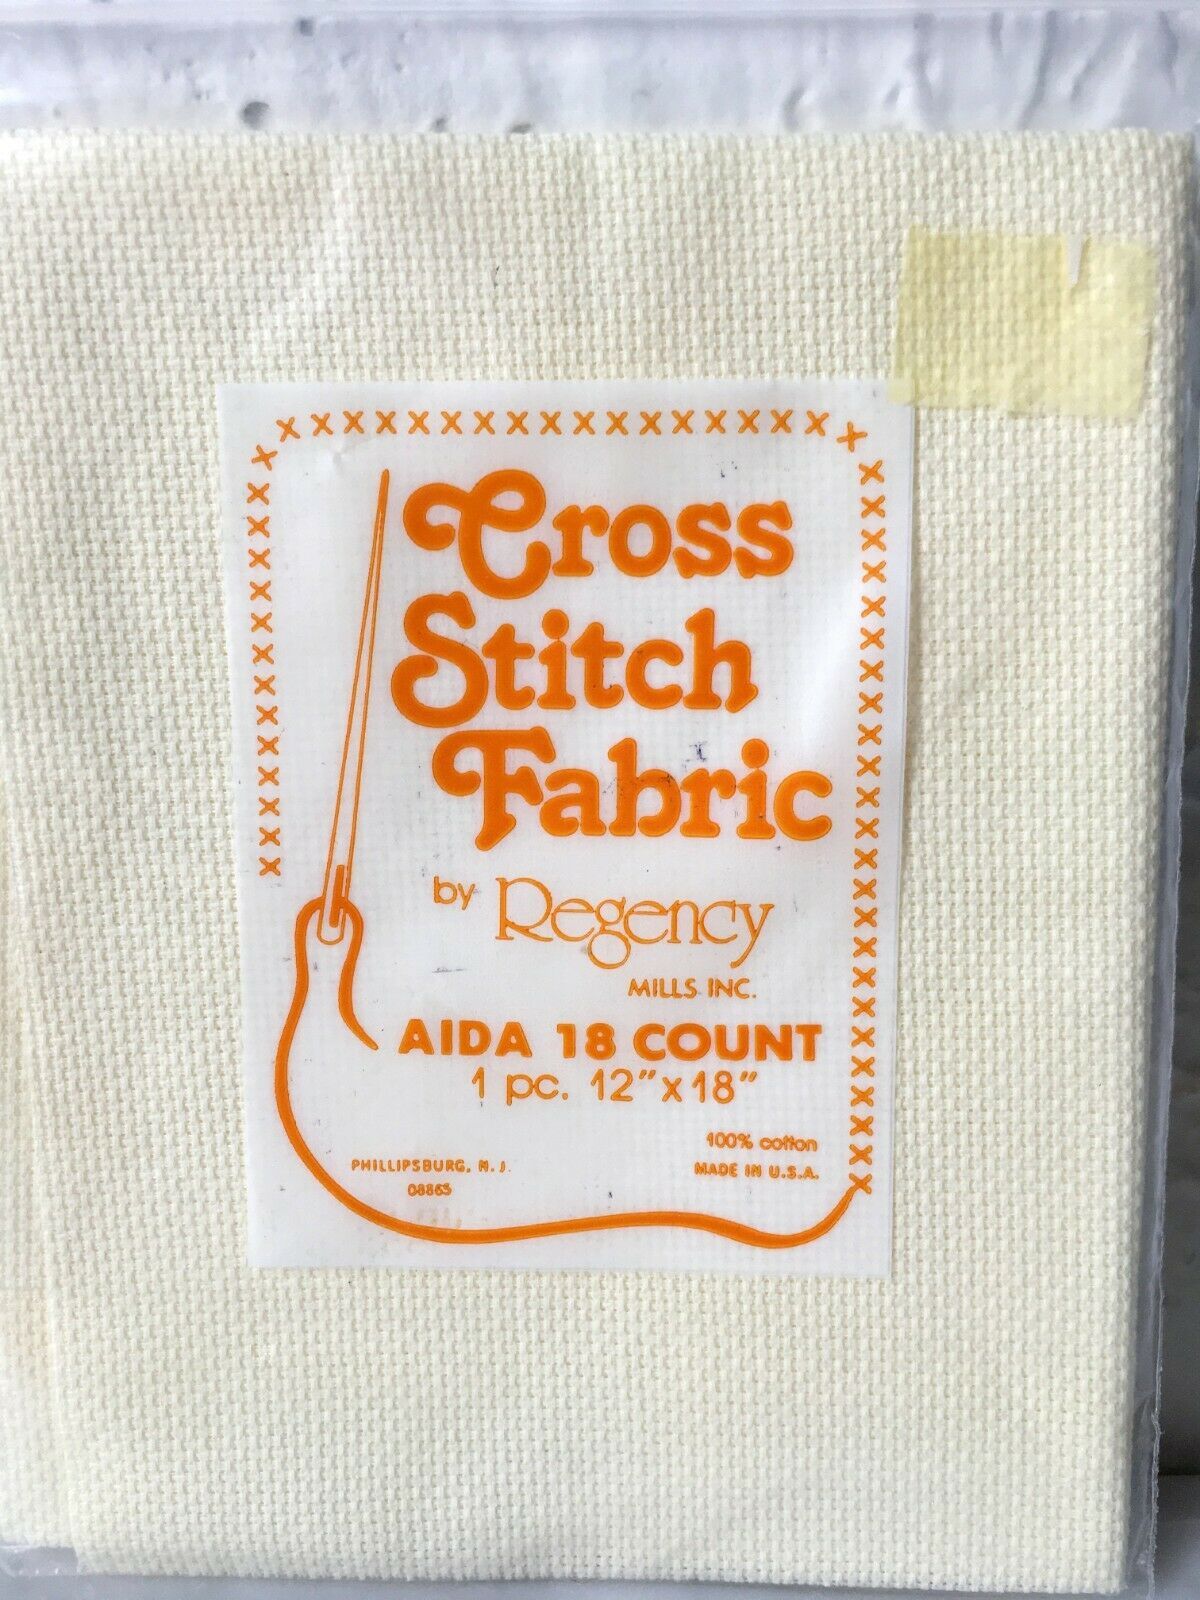 Cross
Stitch
Fabric
by Regency
MILLS INC.
AIDA 18 COUNT
1 pc. 12" x 18"
100% cotton
MADE IN U.S.A.
PHILLIPSBURG, N.J.
08865